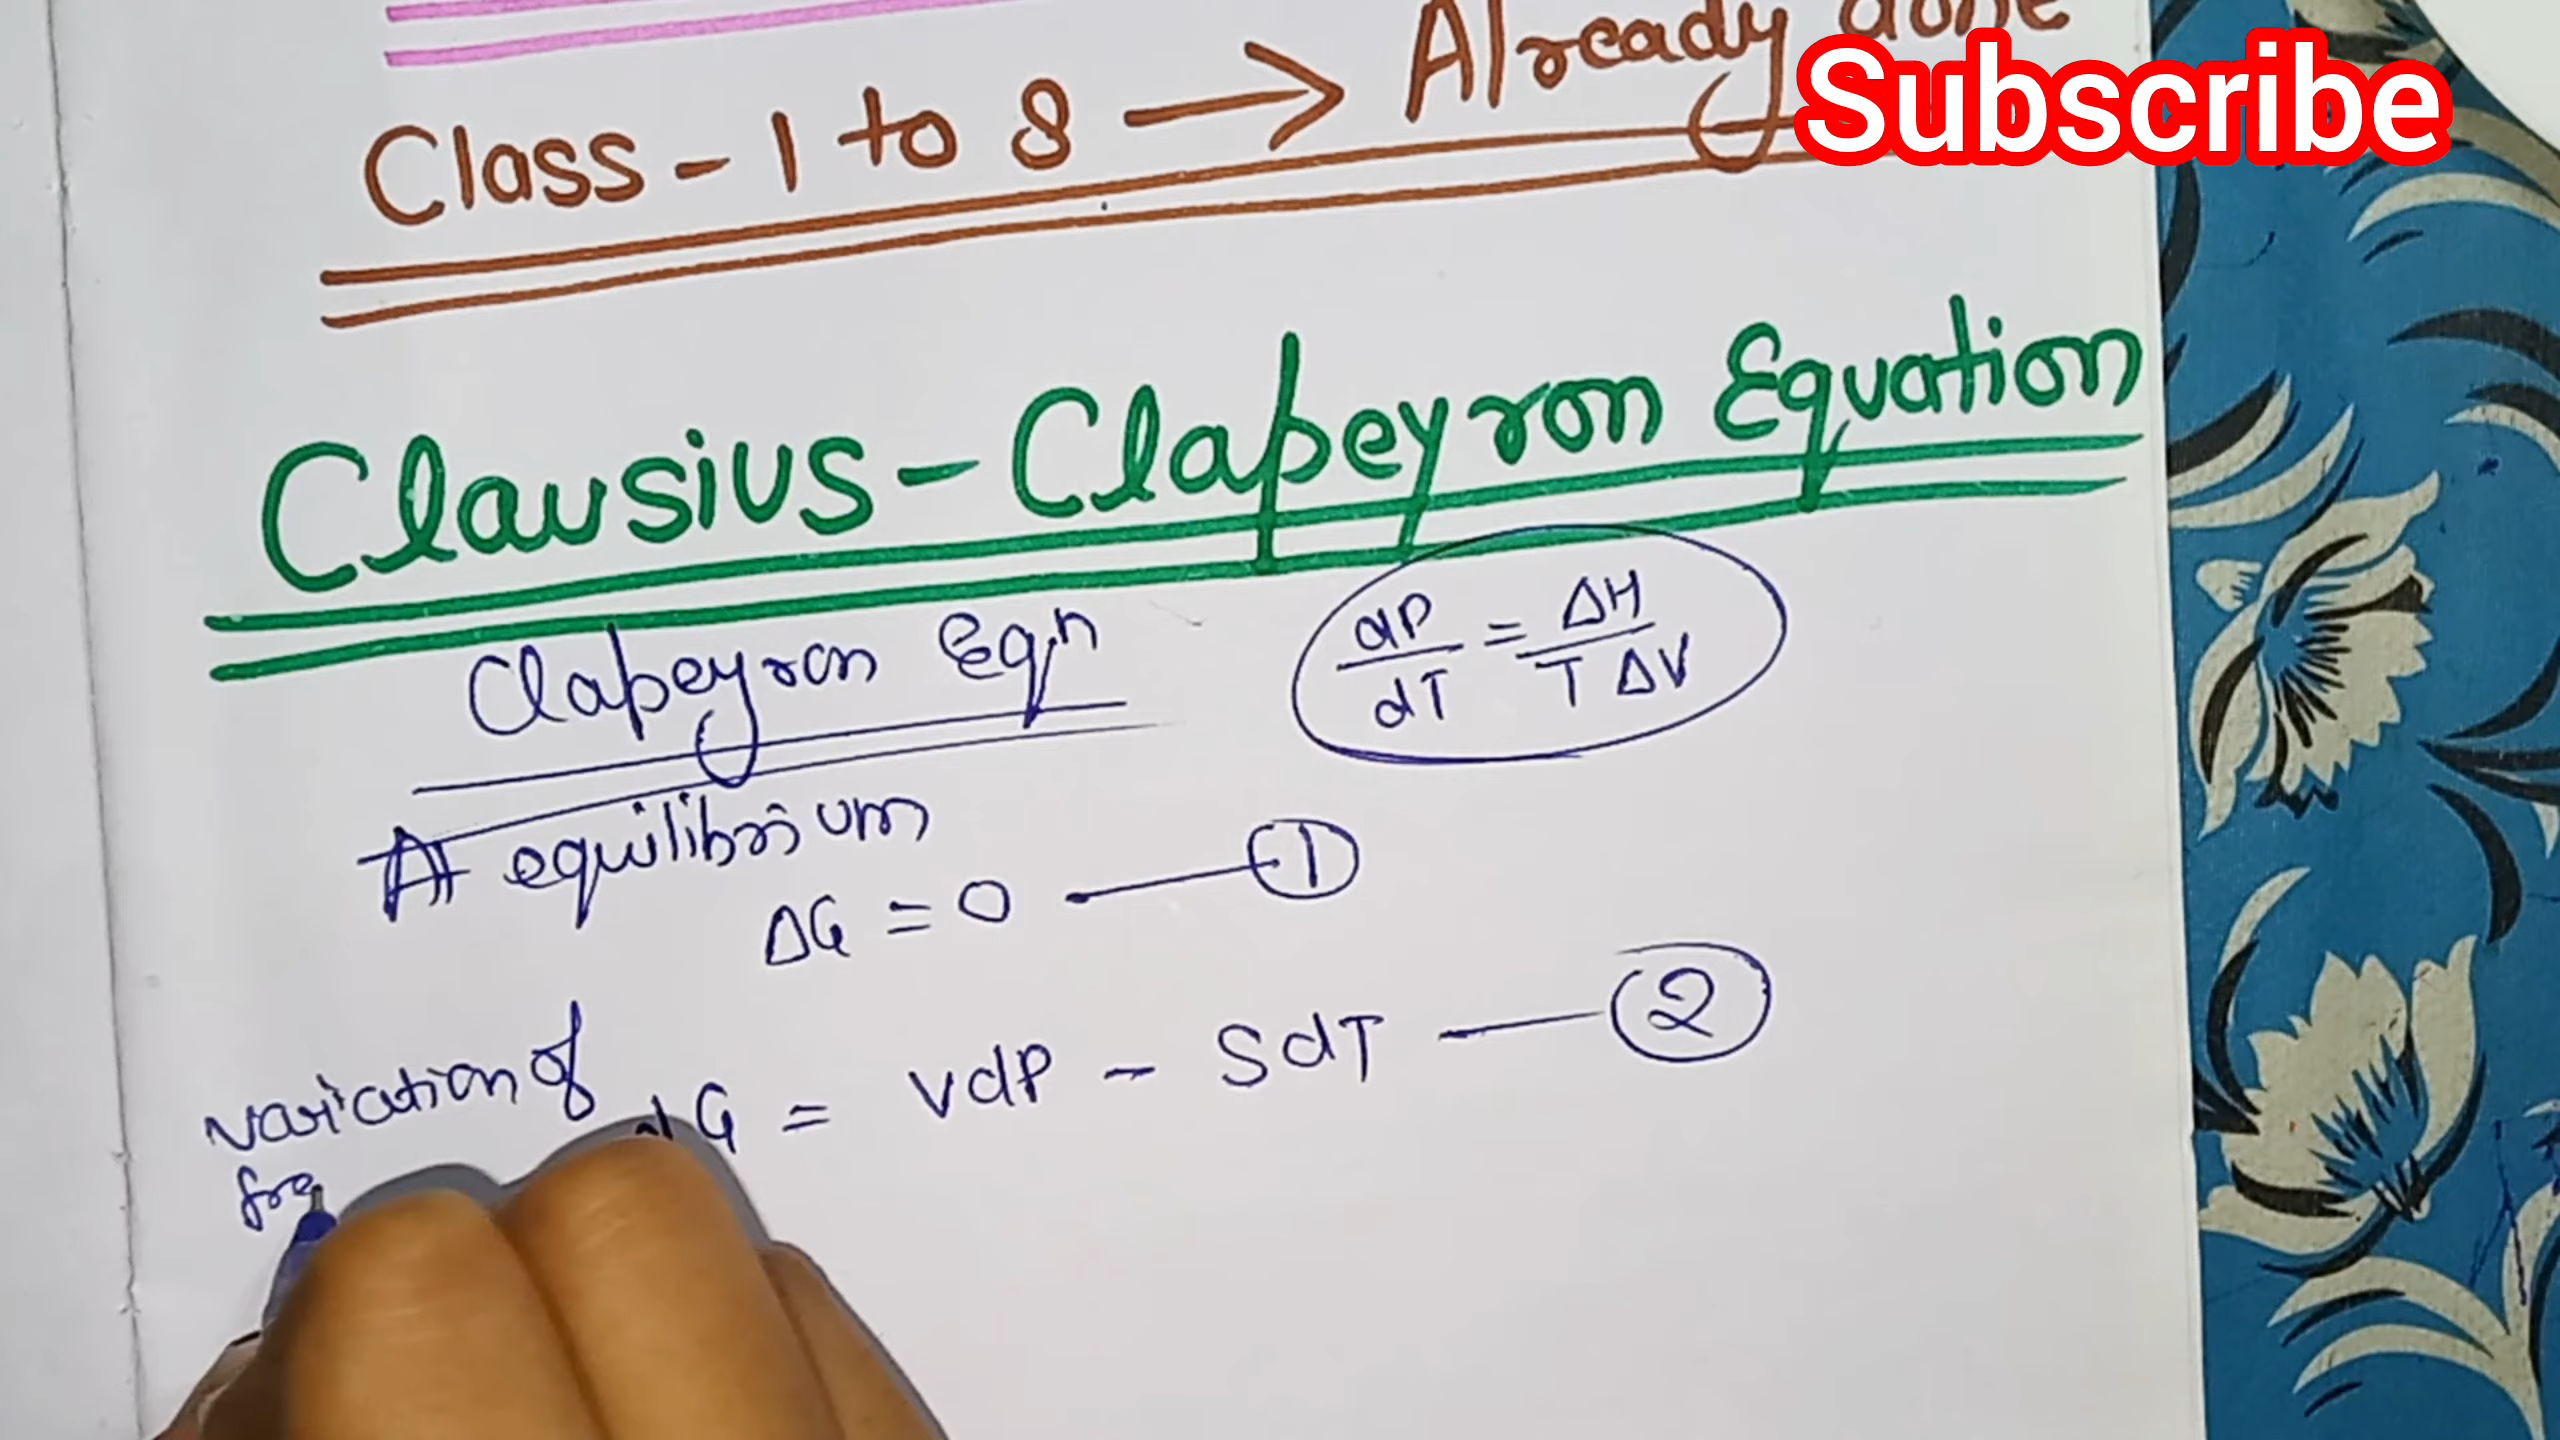 Class - 1 to 8 → Already done
Subscribe
Clausius - Clapeyron Equation
Clapeyron Eqn
dP/dT = ΔH/TΔV
At equilibrium
ΔG = 0 — 1
variation of
dG = VdP - SdT — 2
fre